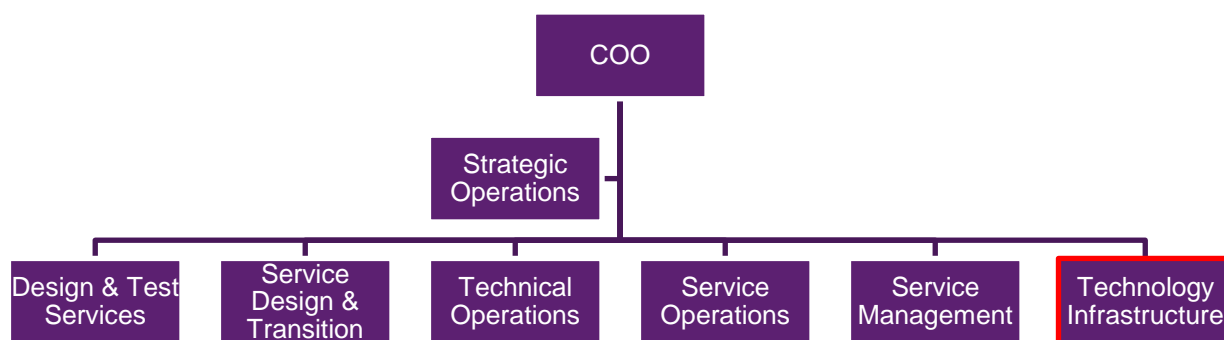 COO
Strategic
Operations
Design & Test
Services
Service
Design &
Transition
Technical
Operations
Service
Operations
Service
Management
Technology
Infrastructure